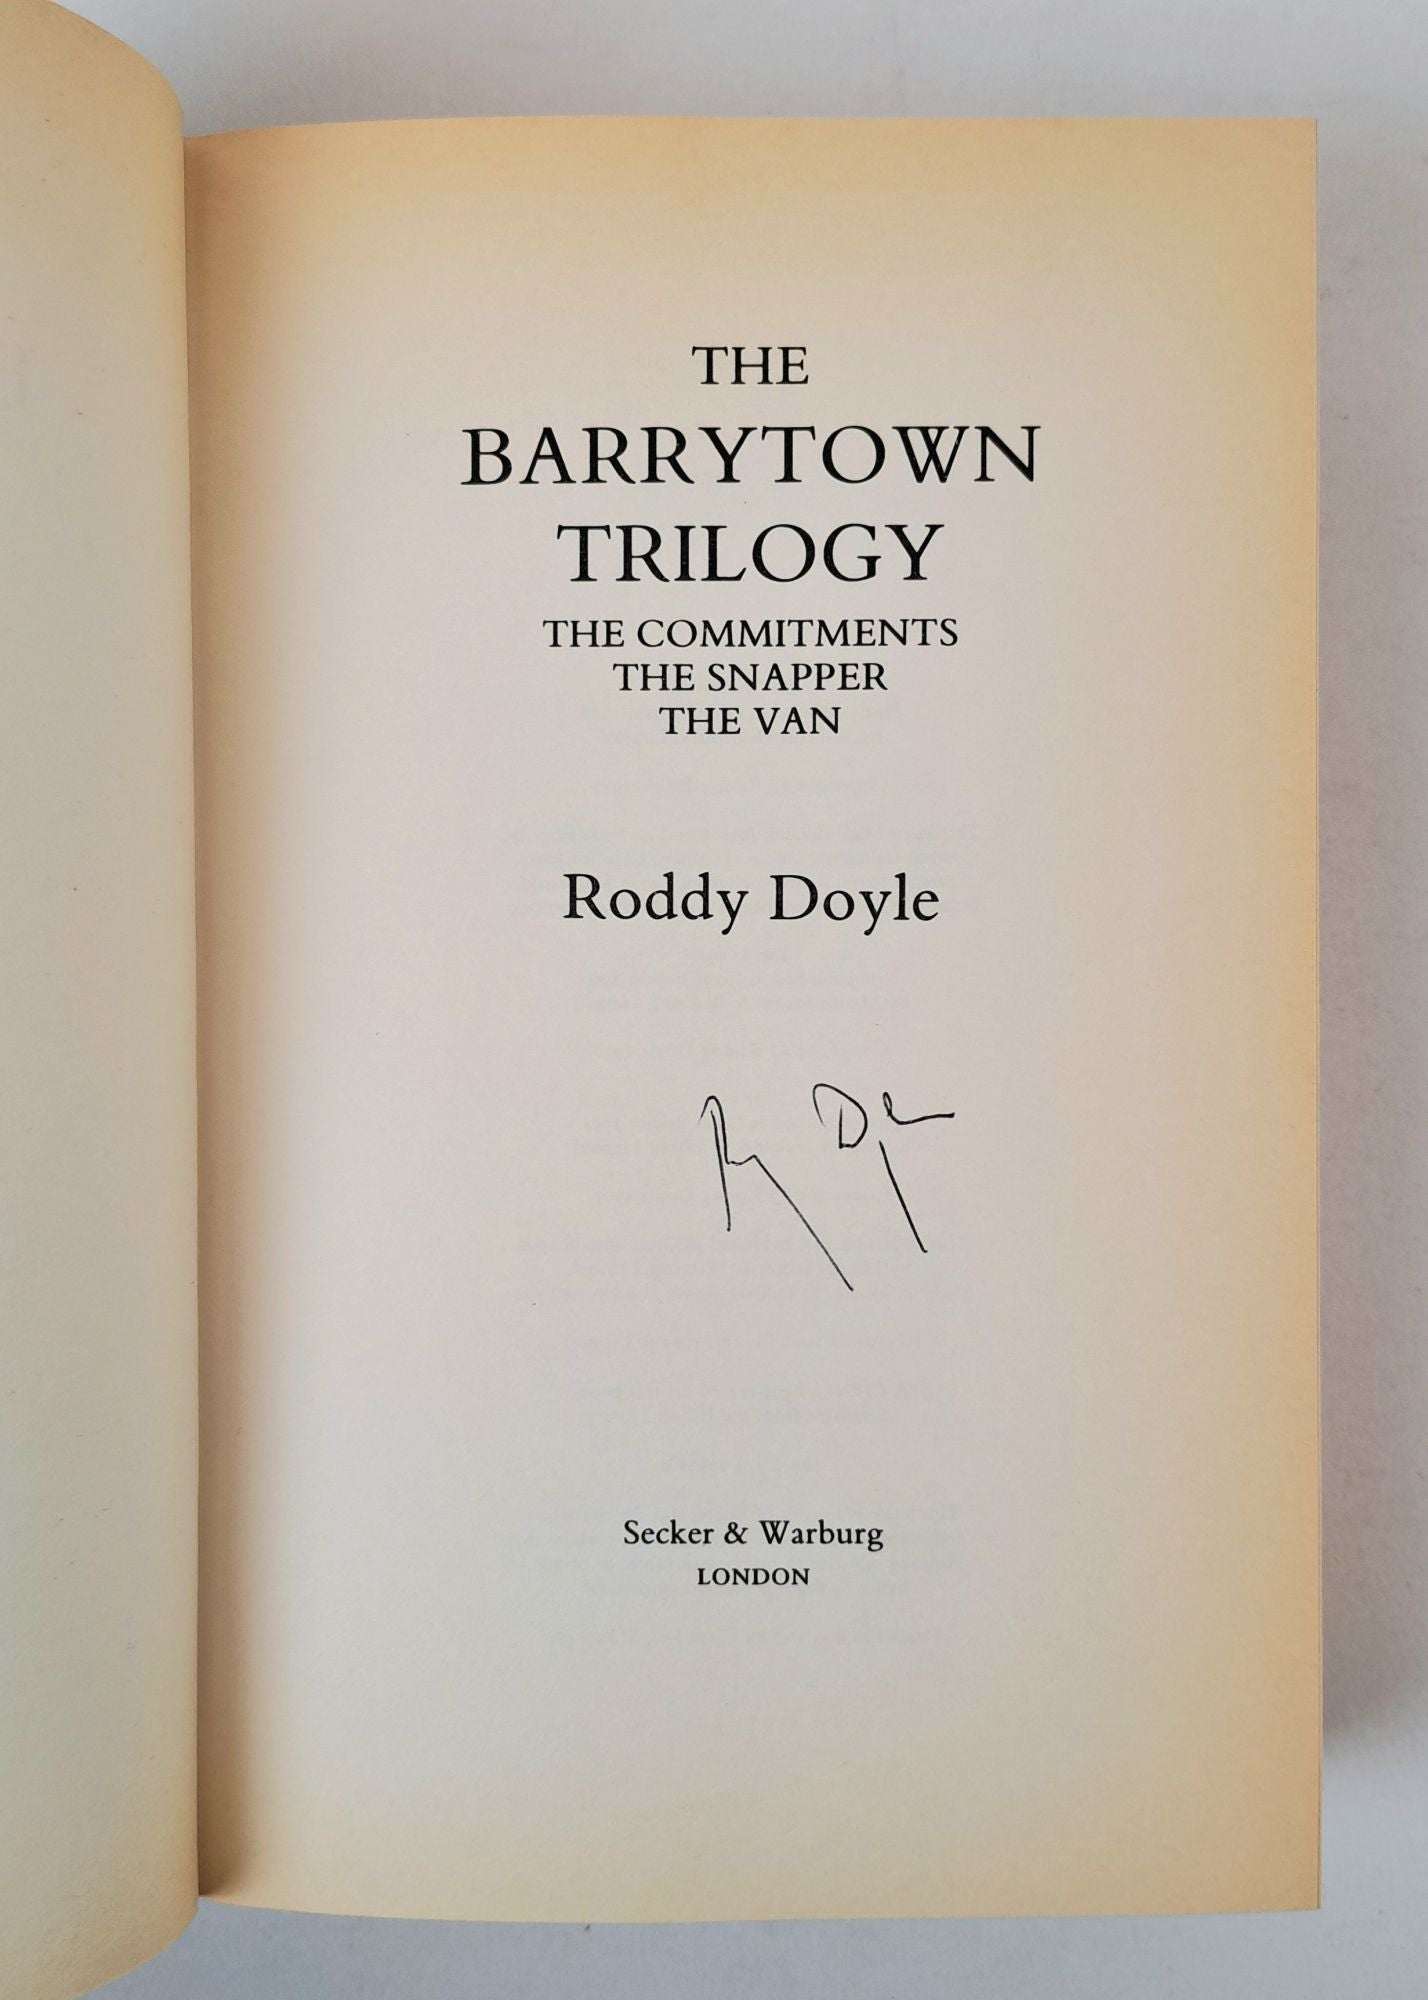 THE
BARRYTOWN
TRILOGY
THE COMMITMENTS
THE SNAPPER
THE VAN
Roddy Doyle
Secker & Warburg
LONDON